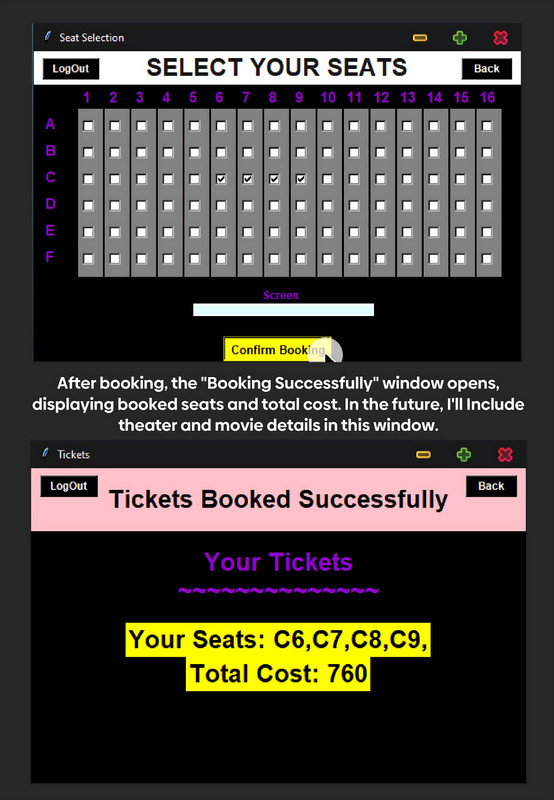 Seat Selection
LogOut
SELECT YOUR SEATS
Back
1 2 3 4 5 6 7 8 9 10 11 12 13 14 15 16
A
B
C
D
E
F
Screen
Confirm Booking
After booking, the "Booking Successfully" window opens,
displaying booked seats and total cost. In the future, I'll Include
theater and movie details in this window.
Tickets
LogOut
Tickets Booked Successfully
Back
Your Tickets
~~~~~~~~~~~~~~
Your Seats: C6,C7,C8,C9,
Total Cost: 760